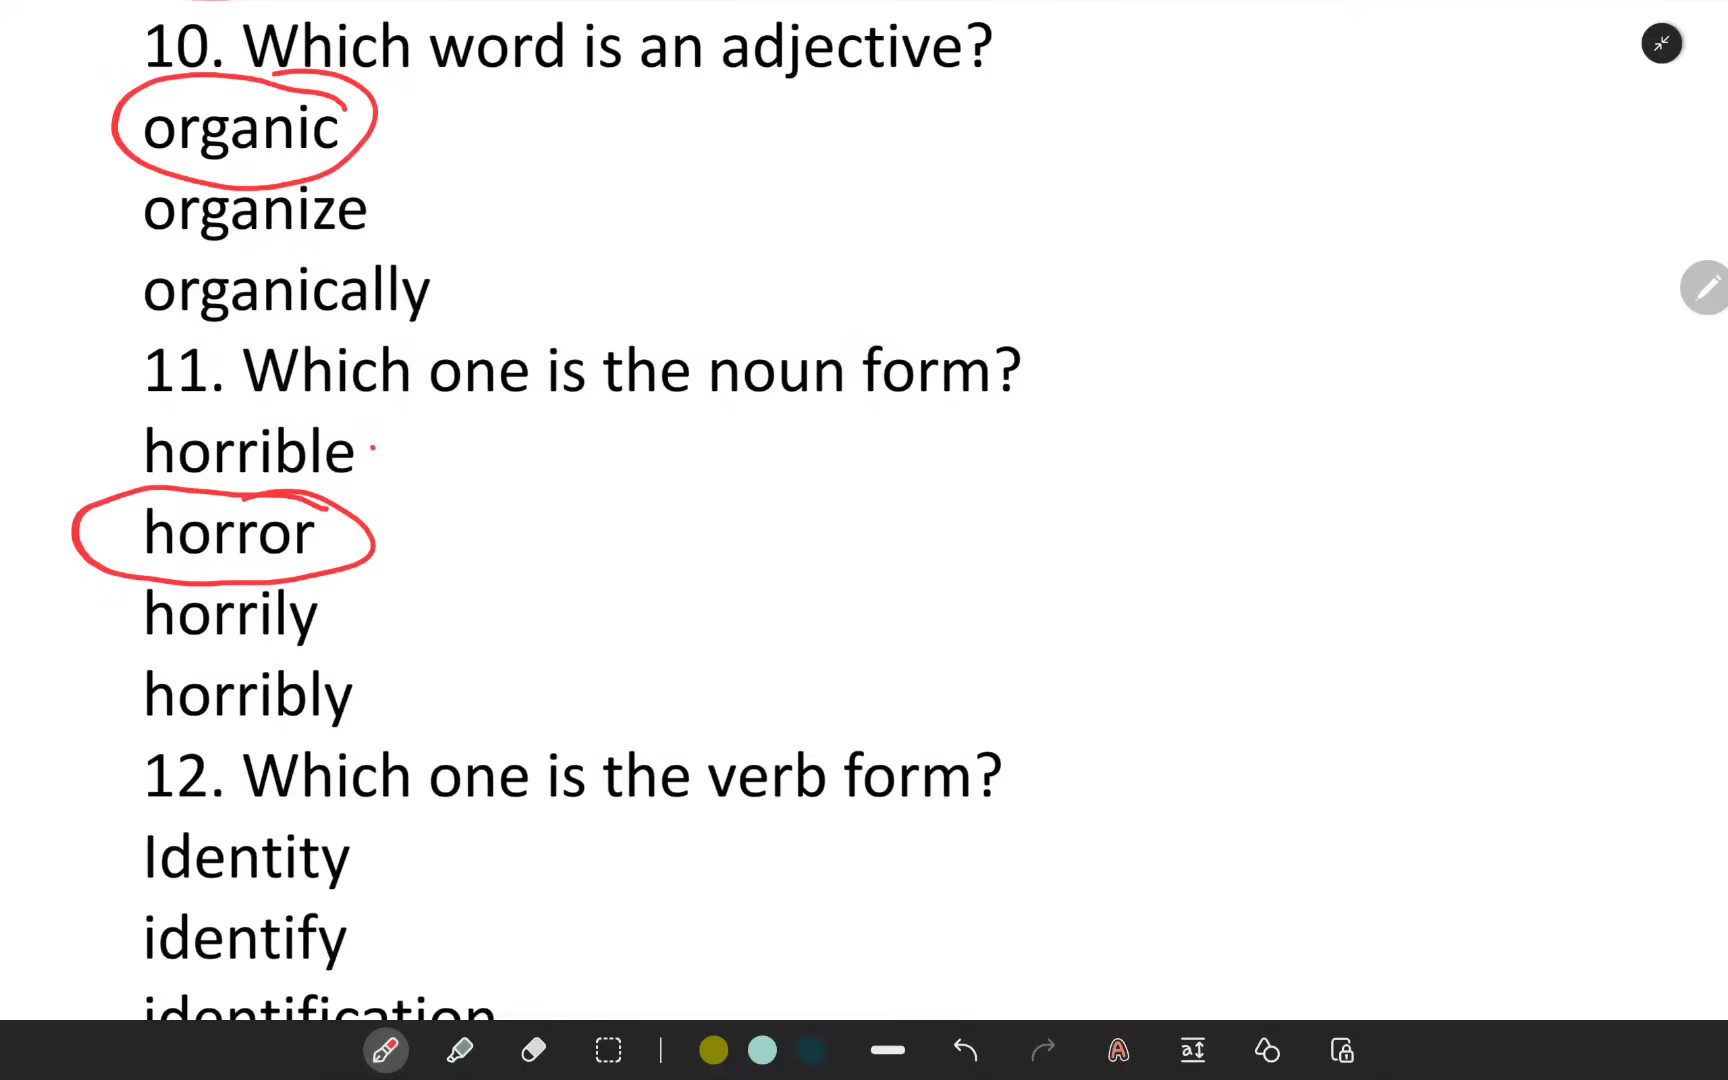 10. Which word is an adjective?
organic
organize
organically
11. Which one is the noun form?
horrible
horror
horrily
horribly
12. Which one is the verb form?
Identity
identify
identification